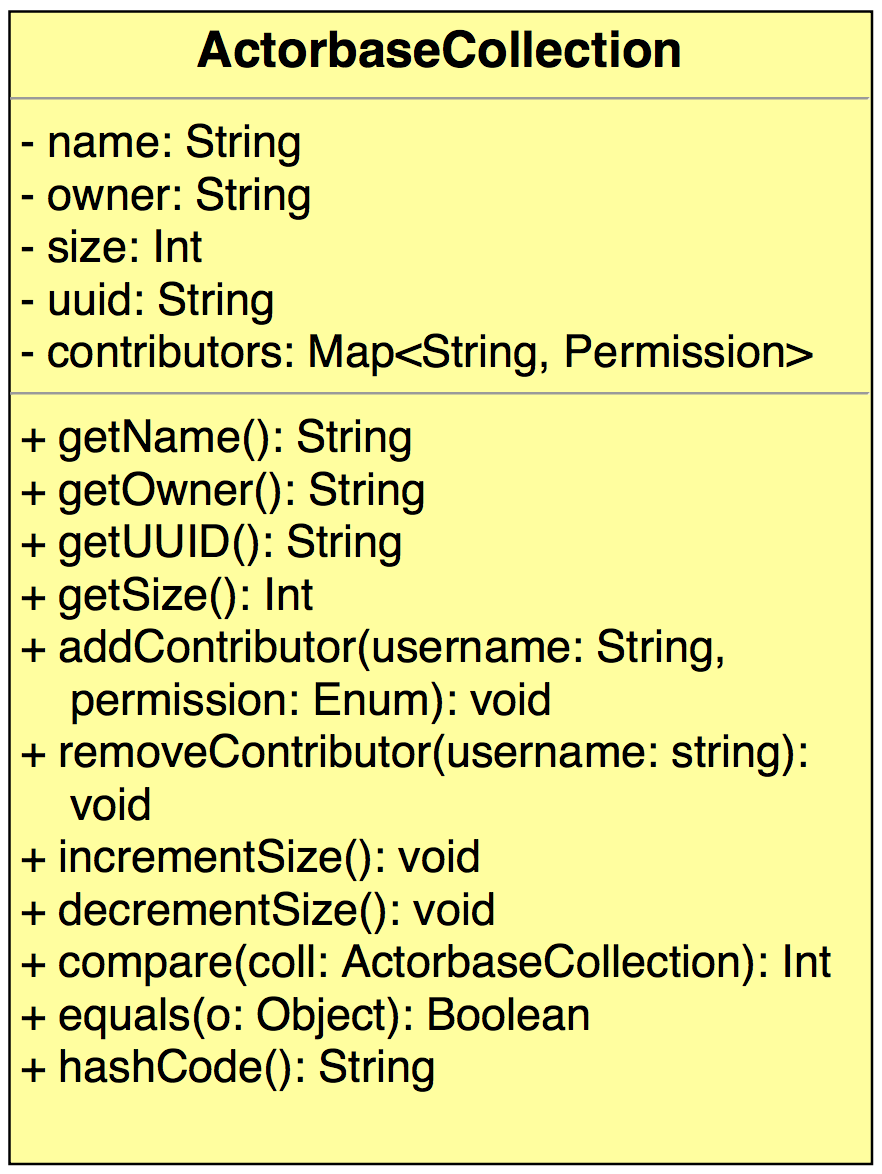 ActorbaseCollection
- name: String
- owner: String
- size: Int
- uuid: String
- contributors: Map<String, Permission>
+ getName(): String
+ getOwner(): String
+ getUUID(): String
+ getSize(): Int
+ addContributor(username: String,
permission: Enum): void
+ removeContributor(username: string):
void
+ incrementSize(): void
+ decrementSize(): void
+ compare(coll: ActorbaseCollection): Int
+ equals(o: Object): Boolean
+ hashCode(): String